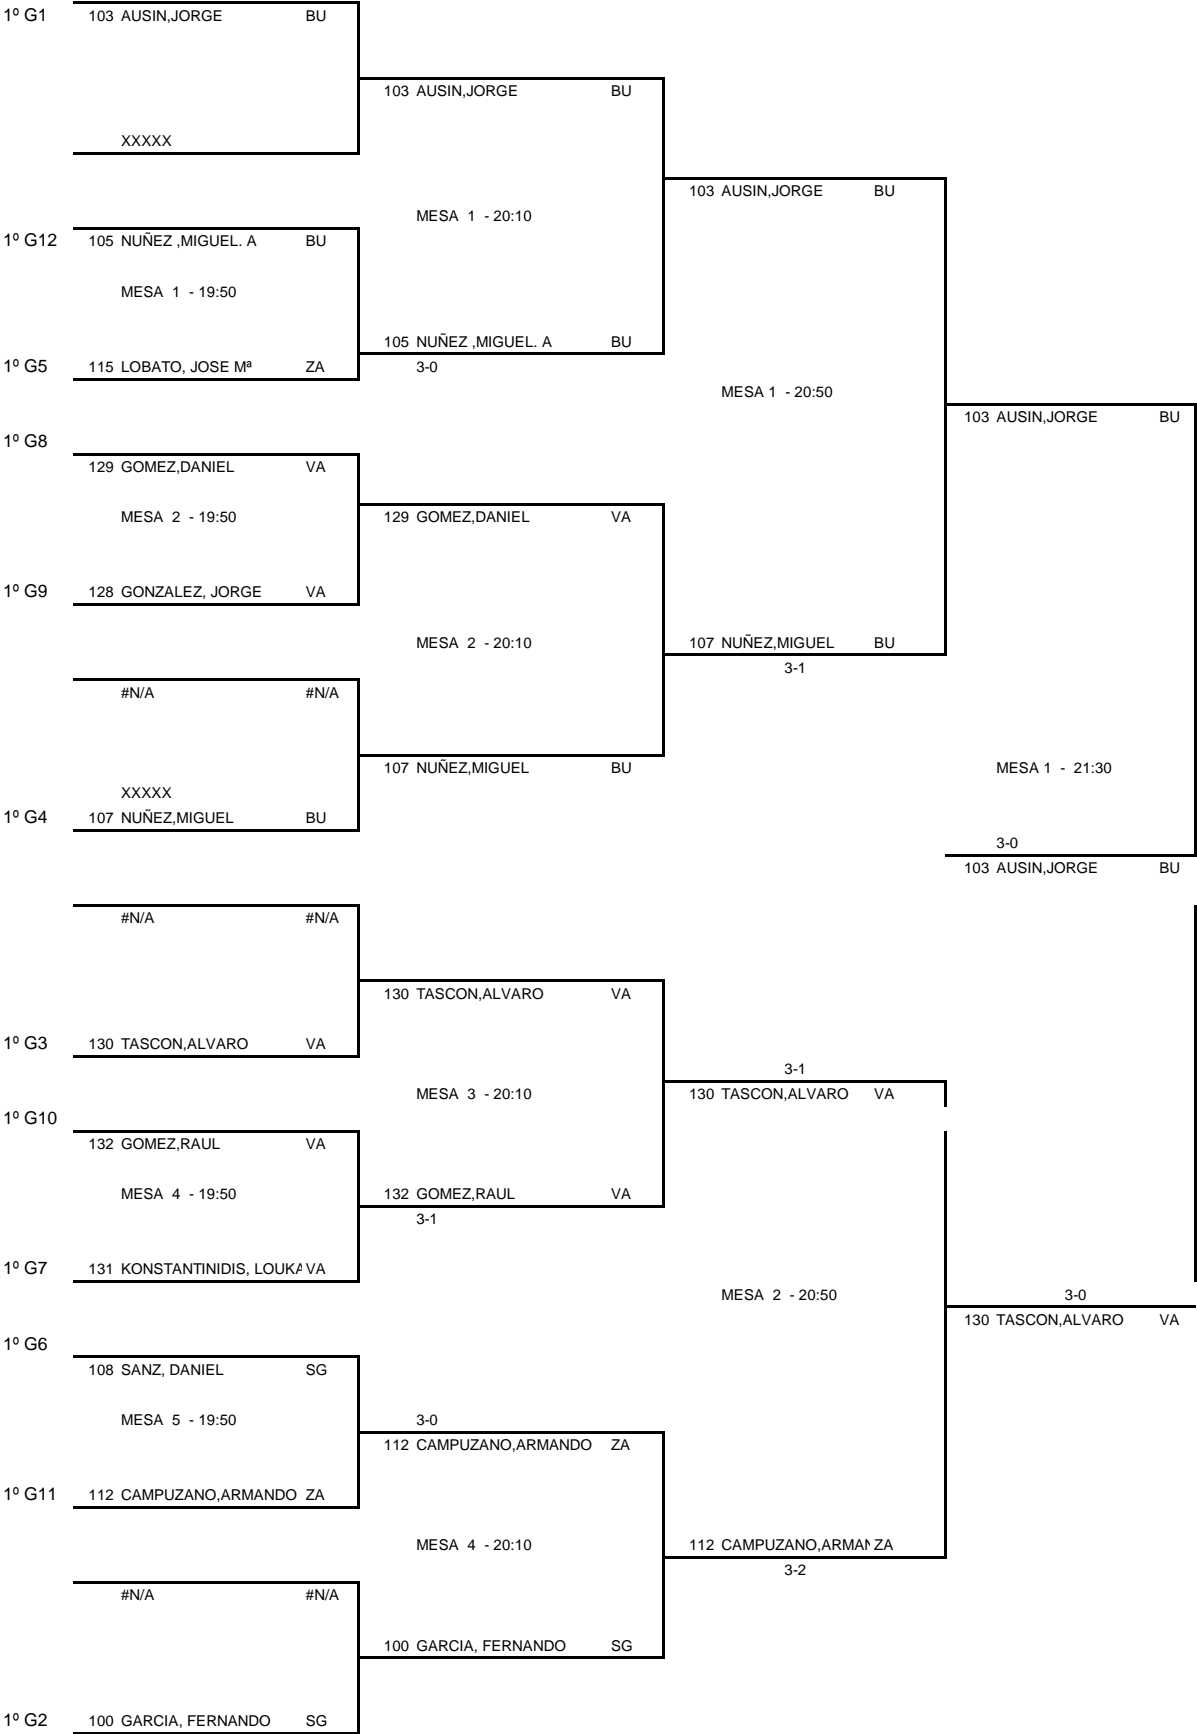 1º G1 103 AUSIN,JORGE BU
103 AUSIN,JORGE BU
XXXXX
103 AUSIN,JORGE BU
MESA 1 - 20:10
1º G12 105 NUÑEZ ,MIGUEL. A BU
MESA 1 - 19:50
105 NUÑEZ ,MIGUEL. A BU
1º G5 115 LOBATO, JOSE Mª ZA 3-0
MESA 1 - 20:50
103 AUSIN,JORGE BU
1º G8
129 GOMEZ,DANIEL VA
MESA 2 - 19:50 129 GOMEZ,DANIEL VA
1º G9 128 GONZALEZ, JORGE VA
MESA 2 - 20:10 107 NUÑEZ,MIGUEL BU
3-1
#N/A #N/A
107 NUÑEZ,MIGUEL BU MESA 1 - 21:30
XXXXX
1º G4 107 NUÑEZ,MIGUEL BU
3-0
103 AUSIN,JORGE BU
#N/A #N/A
130 TASCON,ALVARO VA
1º G3 130 TASCON,ALVARO VA
3-1
MESA 3 - 20:10 130 TASCON,ALVARO VA
1º G10
132 GOMEZ,RAUL VA
MESA 4 - 19:50 132 GOMEZ,RAUL VA
3-1
1º G7 131 KONSTANTINIDIS, LOUKA VA
MESA 2 - 20:50 3-0
130 TASCON,ALVARO VA
1º G6
108 SANZ, DANIEL SG
MESA 5 - 19:50 3-0
112 CAMPUZANO,ARMANDO ZA
1º G11 112 CAMPUZANO,ARMANDO ZA
MESA 4 - 20:10 112 CAMPUZANO,ARMAN ZA
3-2
#N/A #N/A
100 GARCIA, FERNANDO SG
1º G2 100 GARCIA, FERNANDO SG